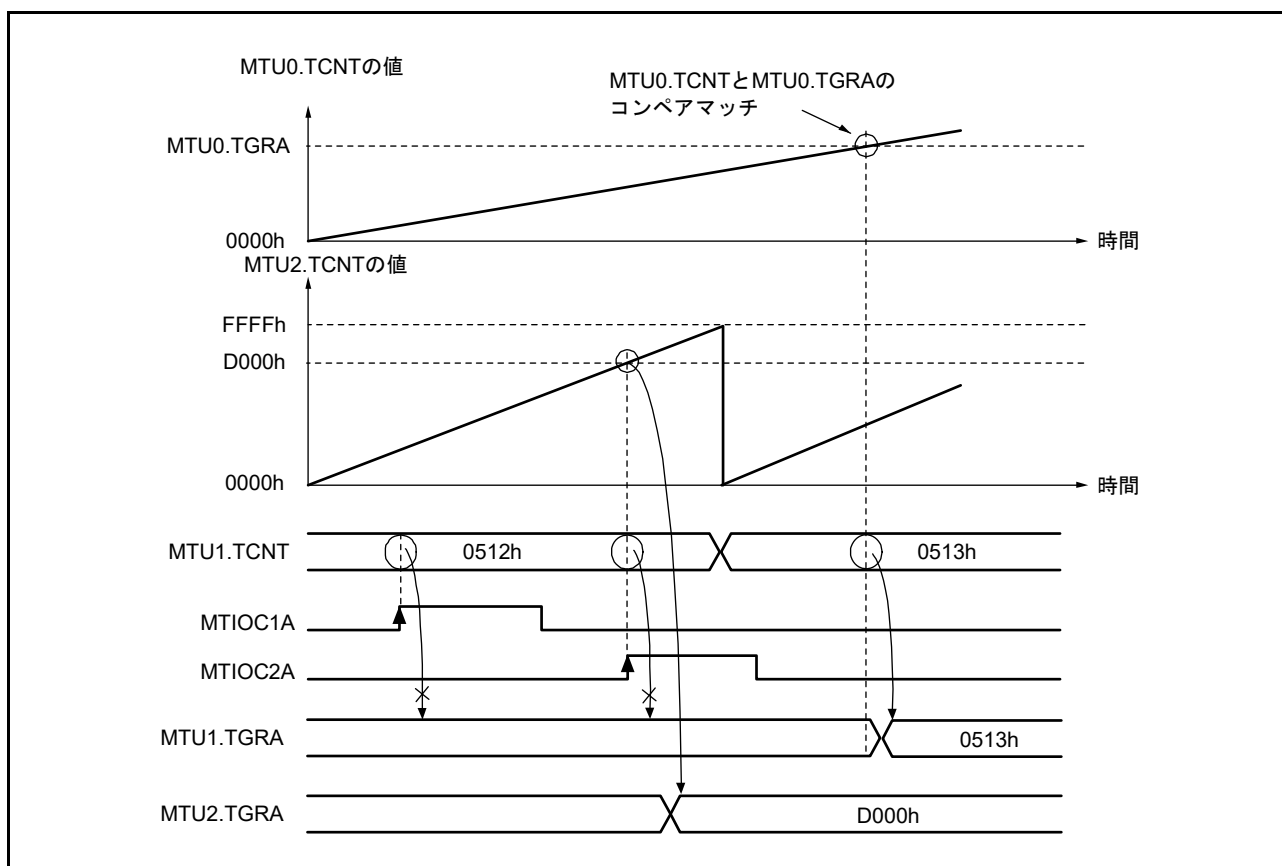 MTU0.TCNTの値
MTU0.TCNTとMTU0.TGRAの
コンペアマッチ
MTU0.TGRA
0000h
時間
MTU2.TCNTの値
FFFFh
D000h
0000h
時間
MTU1.TCNT
0512h
0513h
MTIOC1A
MTIOC2A
MTU1.TGRA
0513h
MTU2.TGRA
D000h